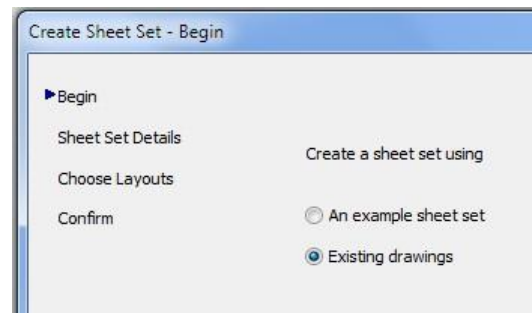 Create Sheet Set - Begin
Begin
Sheet Set Details
Choose Layouts
Confirm
Create a sheet set using
An example sheet set
Existing drawings